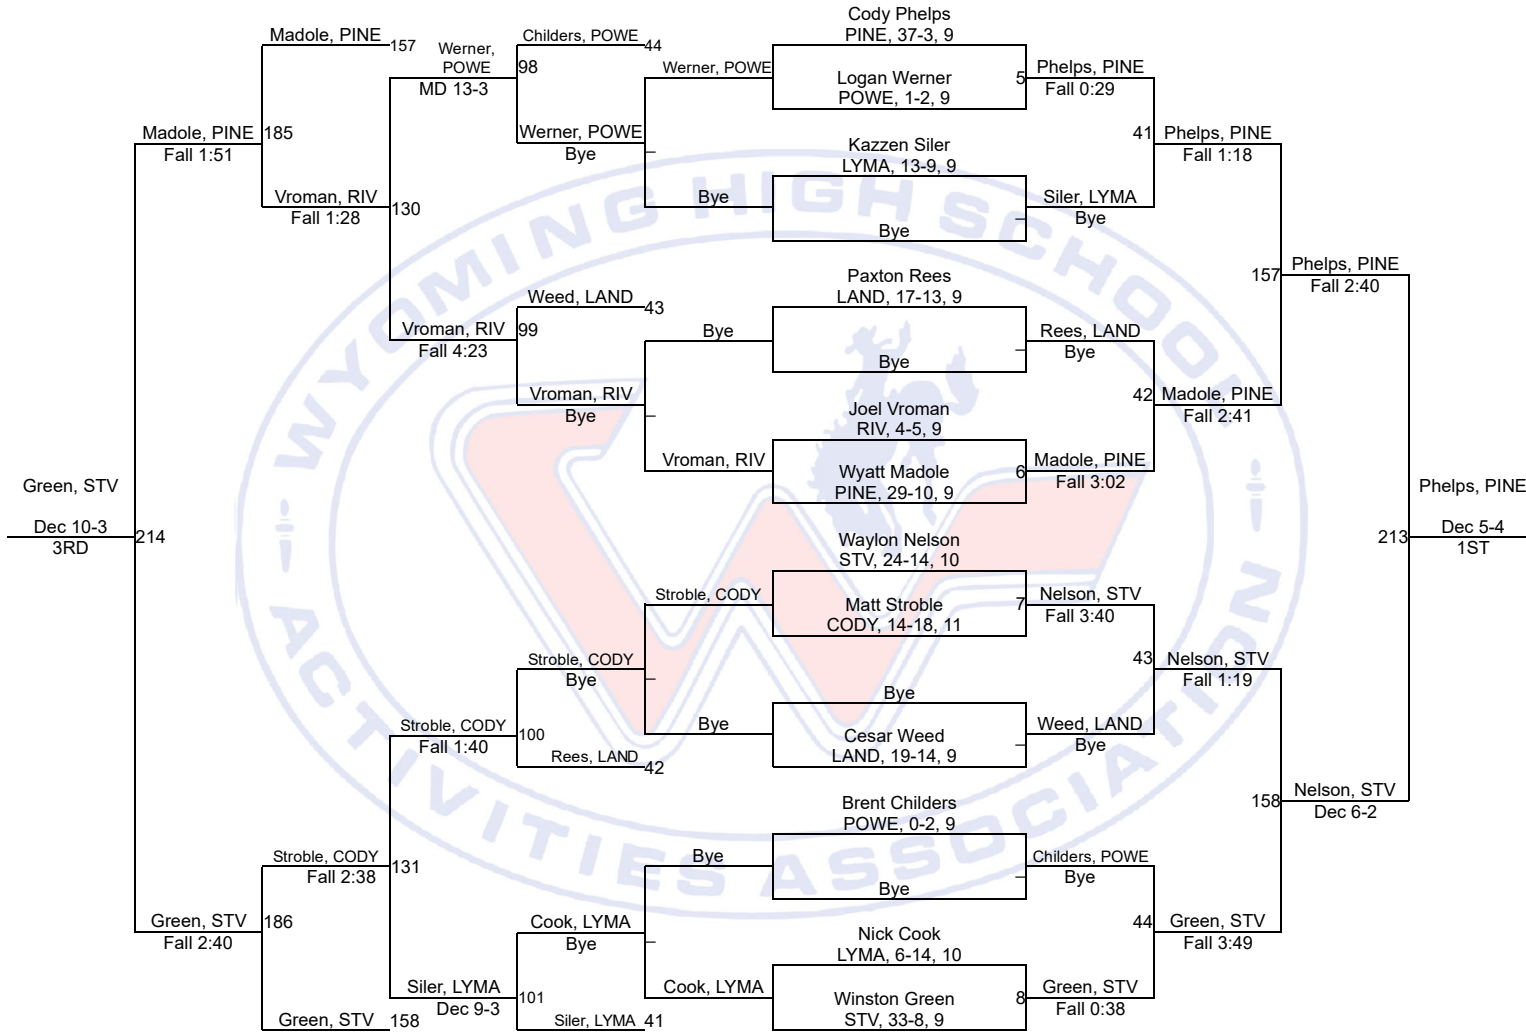 Cody Phelps
PINE, 37-3, 9
Madole, PINE
157
Werner,
POWE
MD 13-3
Childers, POWE
44
98
Werner, POWE
Logan Werner
POWE, 1-2, 9
5
Phelps, PINE
Fall 0:29
Madole, PINE
Fall 1:51
185
Werner, POWE
Bye
Kazzen Siler
LYMA, 13-9, 9
41
Phelps, PINE
Fall 1:18
Vroman, RIV
Fall 1:28
130
Bye
Bye
Siler, LYMA
Bye
WYOMING HIGH SCHOOL
Paxton Rees
LAND, 17-13, 9
157
Phelps, PINE
Fall 2:40
Weed, LAND
43
Vroman, RIV
Fall 4:23
99
Bye
Bye
Rees, LAND
Bye
Vroman, RIV
Bye
Joel Vroman
RIV, 4-5, 9
42
Madole, PINE
Fall 2:41
Vroman, RIV
Wyatt Madole
PINE, 29-10, 9
6
Madole, PINE
Fall 3:02
Green, STV
Dec 10-3
3RD
214
Phelps, PINE
213
Dec 5-4
1ST
Waylon Nelson
STV, 24-14, 10
Stroble, CODY
Matt Stroble
CODY, 14-18, 11
7
Nelson, STV
Fall 3:40
Stroble, CODY
Bye
43
Nelson, STV
Fall 1:19
Bye
Bye
Cesar Weed
LAND, 19-14, 9
Weed, LAND
Bye
Stroble, CODY
Fall 1:40
100
Rees, LAND
42
158
Nelson, STV
Dec 6-2
Brent Childers
POWE, 0-2, 9
Stroble, CODY
Fall 2:38
131
Bye
Bye
Childers, POWE
Bye
ACTIVITIES ASSOCIATION
Green, STV
Fall 2:40
186
Cook, LYMA
Bye
Nick Cook
LYMA, 6-14, 10
44
Green, STV
Fall 3:49
Siler, LYMA
Dec 9-3
101
Cook, LYMA
Winston Green
STV, 33-8, 9
8
Green, STV
Fall 0:38
Green, STV
158
Siler, LYMA
41